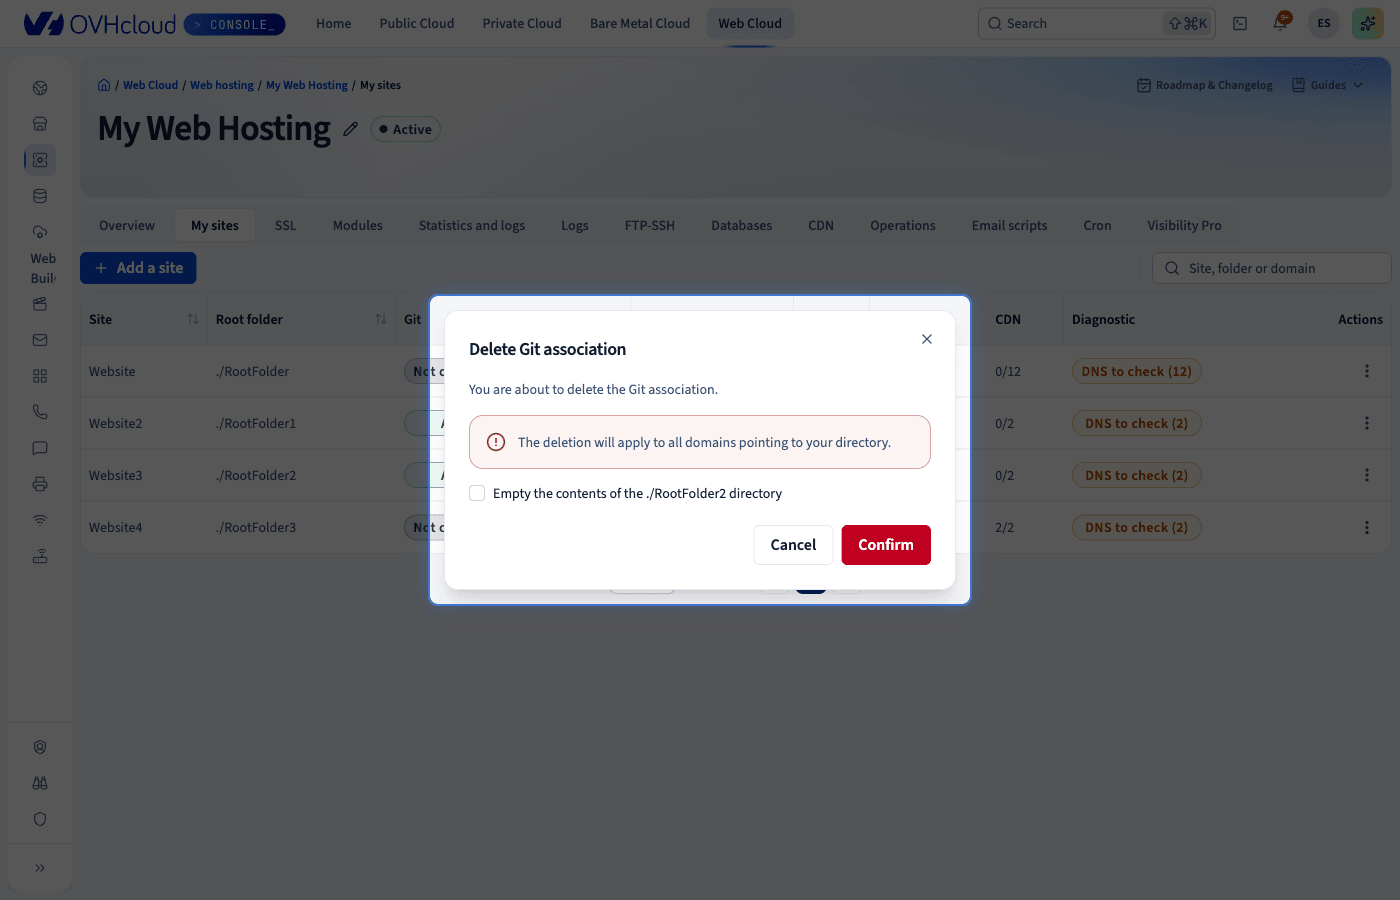 OVHcloud > CONSOLE_ Home Public Cloud Private Cloud Bare Metal Cloud Web Cloud Search ⇧⌘K 9+ ES
/ Web Cloud / Web hosting / My Web Hosting / My sites Roadmap & Changelog Guides
My Web Hosting Active
Overview My sites SSL Modules Statistics and logs Logs FTP-SSH Databases CDN Operations Email scripts Cron Visibility Pro
Web
Buil
Add a site Site, folder or domain
Site Root folder Git CDN Diagnostic Actions
Website ./RootFolder Not 0/12 DNS to check (12)
Website2 ./RootFolder1 0/2 DNS to check (2)
Website3 ./RootFolder2 0/2 DNS to check (2)
Website4 ./RootFolder3 Not 2/2 DNS to check (2)
Delete Git association
You are about to delete the Git association.
The deletion will apply to all domains pointing to your directory.
Empty the contents of the ./RootFolder2 directory
Cancel Confirm